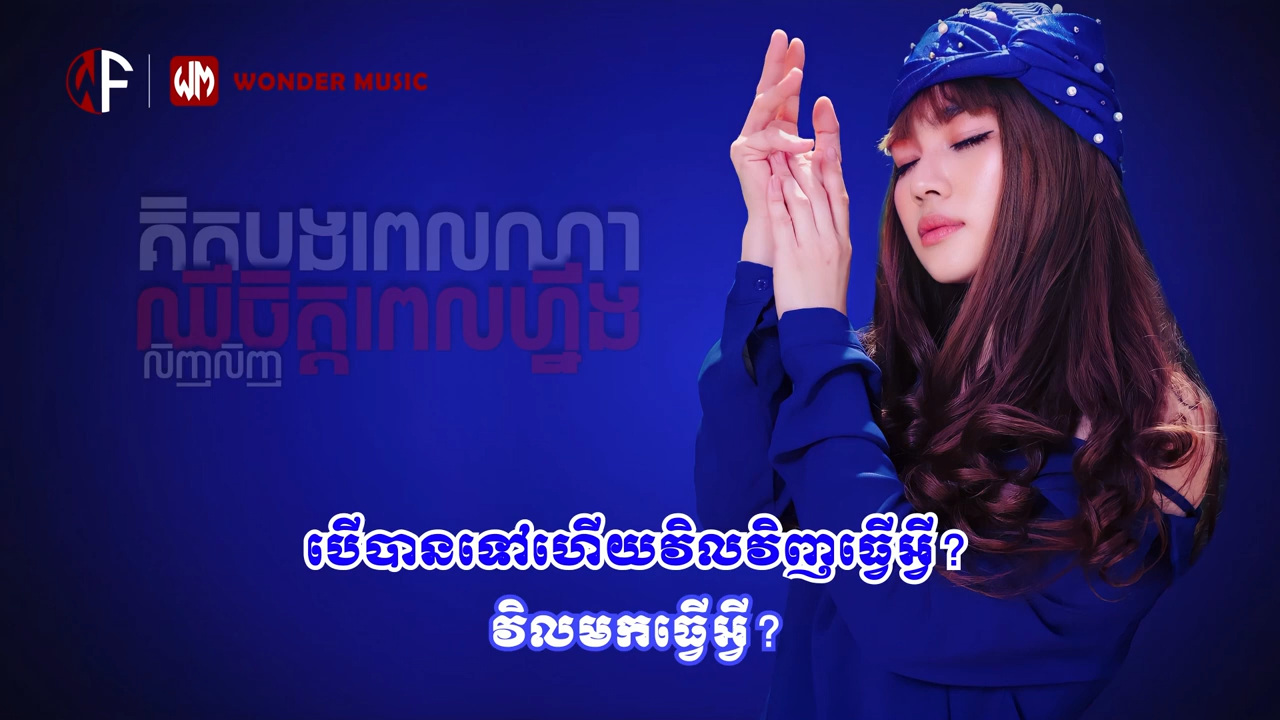 WF
WM WONDER MUSIC
គិតបងពេលណា
ឈឺចិត្តពេលហ្នឹង
លិញលិញ
បើបានទៅហើយវិលវិញធ្វើអ្វី?
វិលមកធ្វើអ្វី?